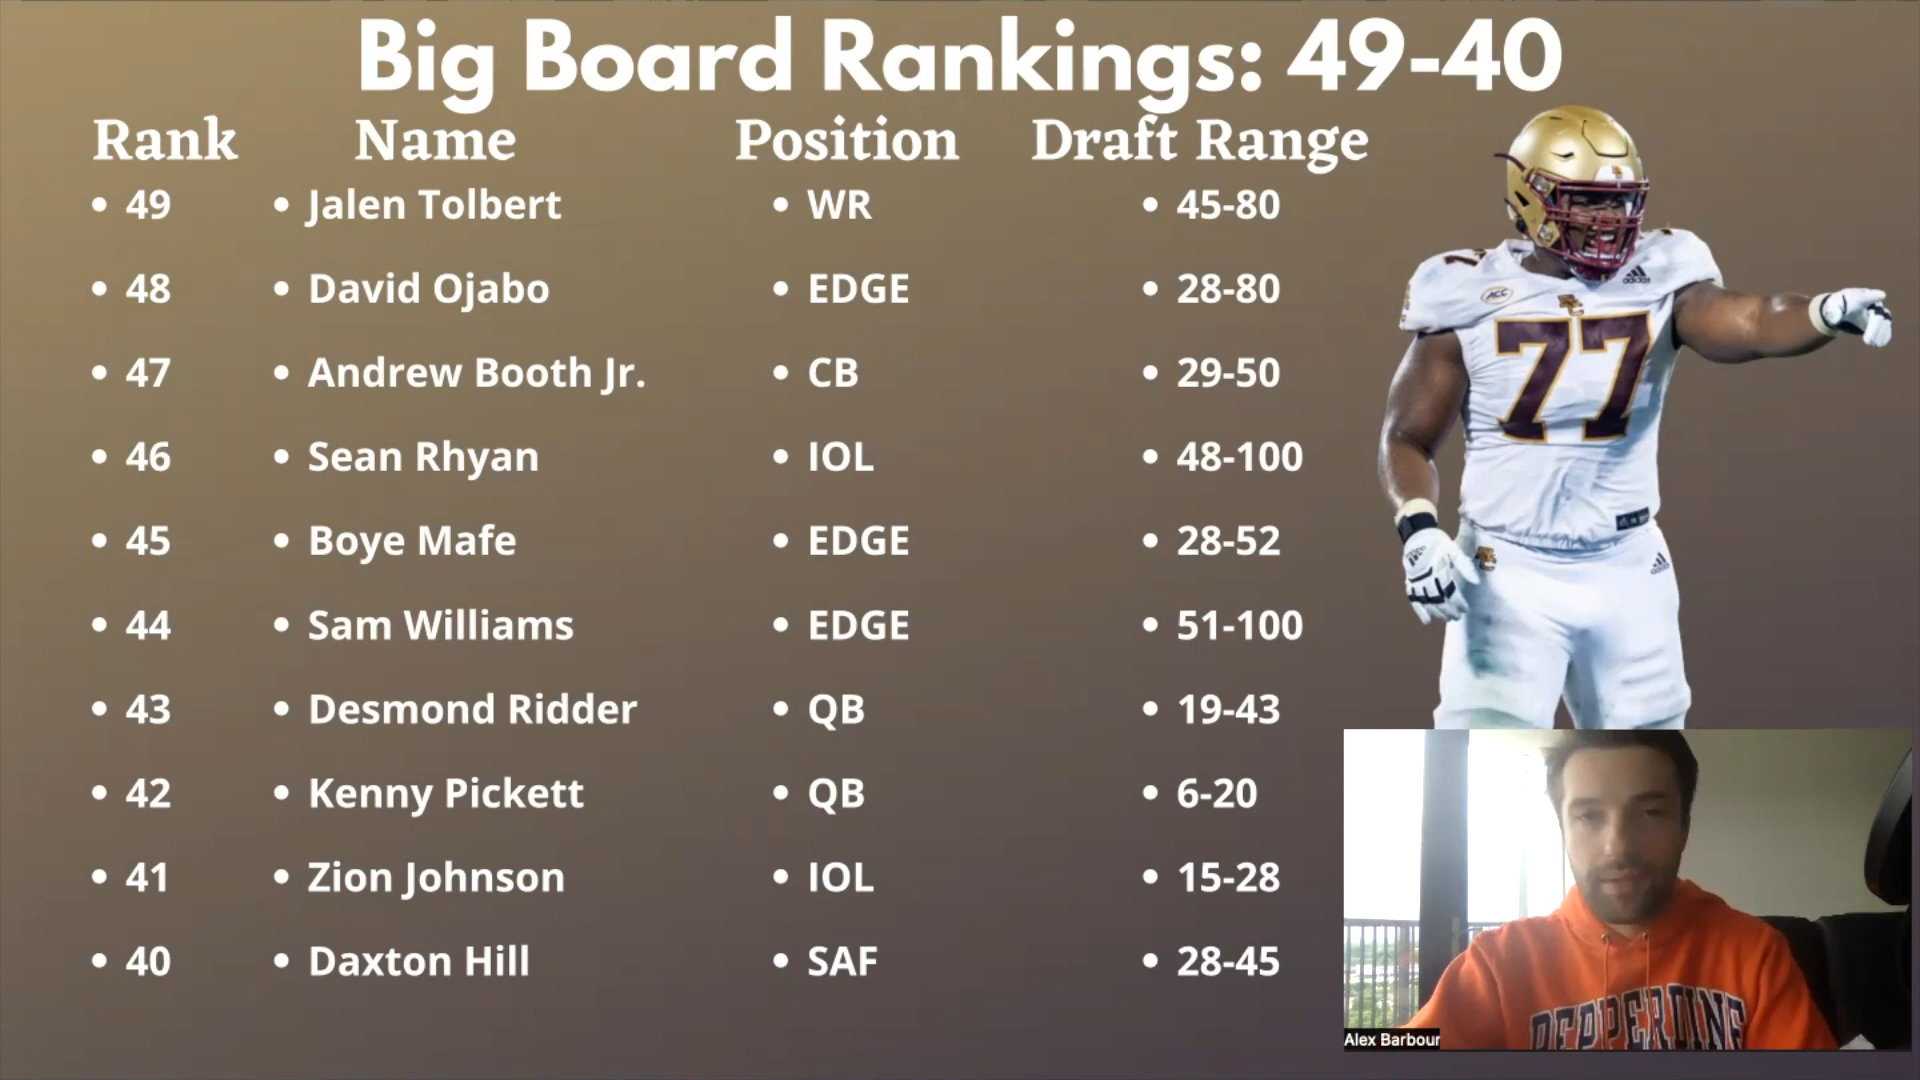 Big Board Rankings: 49-40
Rank Name Position Draft Range
• 49 • Jalen Tolbert • WR • 45-80
• 48 • David Ojabo • EDGE • 28-80
• 47 • Andrew Booth Jr. • CB • 29-50
• 46 • Sean Rhyan • IOL • 48-100
• 45 • Boye Mafe • EDGE • 28-52
• 44 • Sam Williams • EDGE • 51-100
• 43 • Desmond Ridder • QB • 19-43
• 42 • Kenny Pickett • QB • 6-20
• 41 • Zion Johnson • IOL • 15-28
• 40 • Daxton Hill • SAF • 28-45
ACC
adidas
77
PEPPERDINE
Alex Barbour